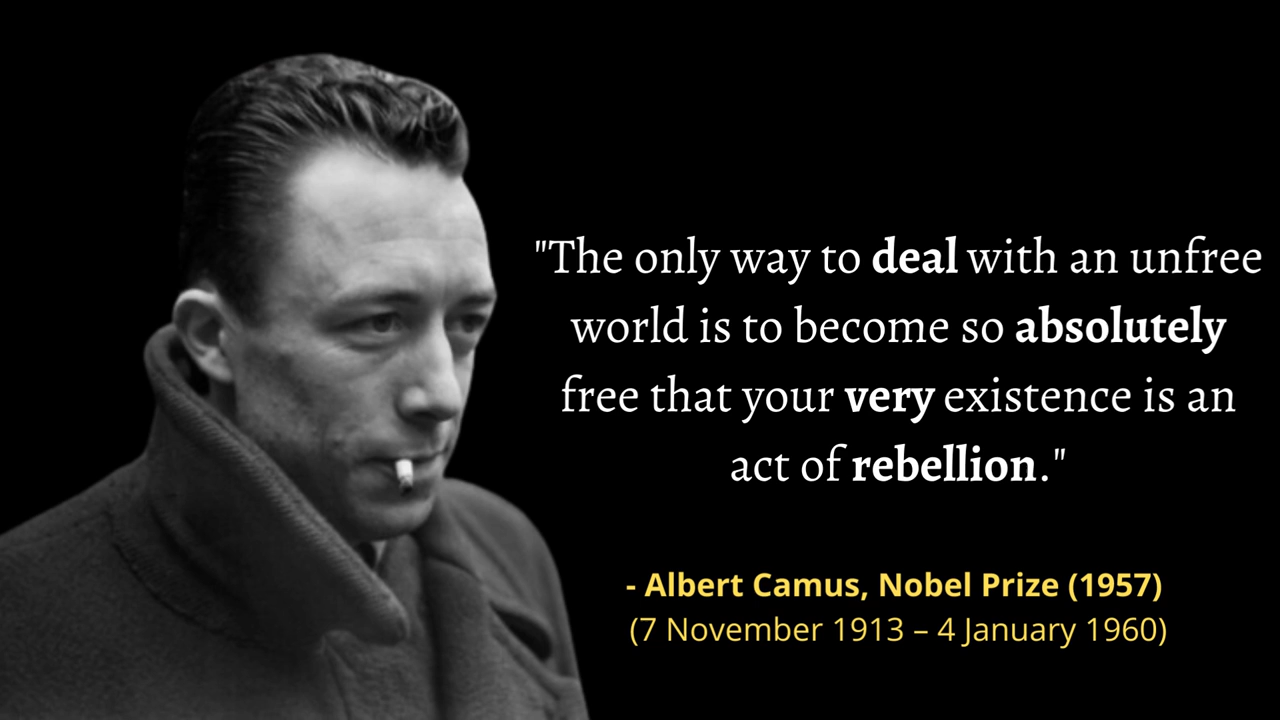 "The only way to deal with an unfree
world is to become so absolutely
free that your very existence is an
act of rebellion."
- Albert Camus, Nobel Prize (1957)
(7 November 1913 – 4 January 1960)